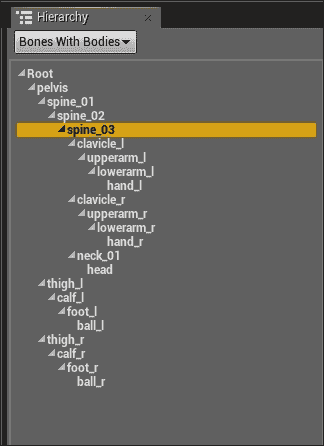 Hierarchy
Bones With Bodies
Root
pelvis
spine_01
spine_02
spine_03
clavicle_l
upperarm_l
lowerarm_l
hand_l
clavicle_r
upperarm_r
lowerarm_r
hand_r
neck_01
head
thigh_l
calf_l
foot_l
ball_l
thigh_r
calf_r
foot_r
ball_r